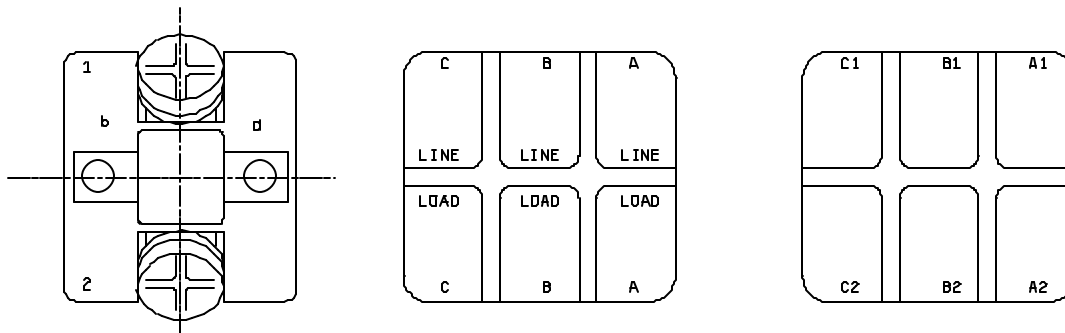 1
b d
2
C B A
LINE LINE LINE
LOAD LOAD LOAD
C B A
C1 B1 A1
C2 B2 A2